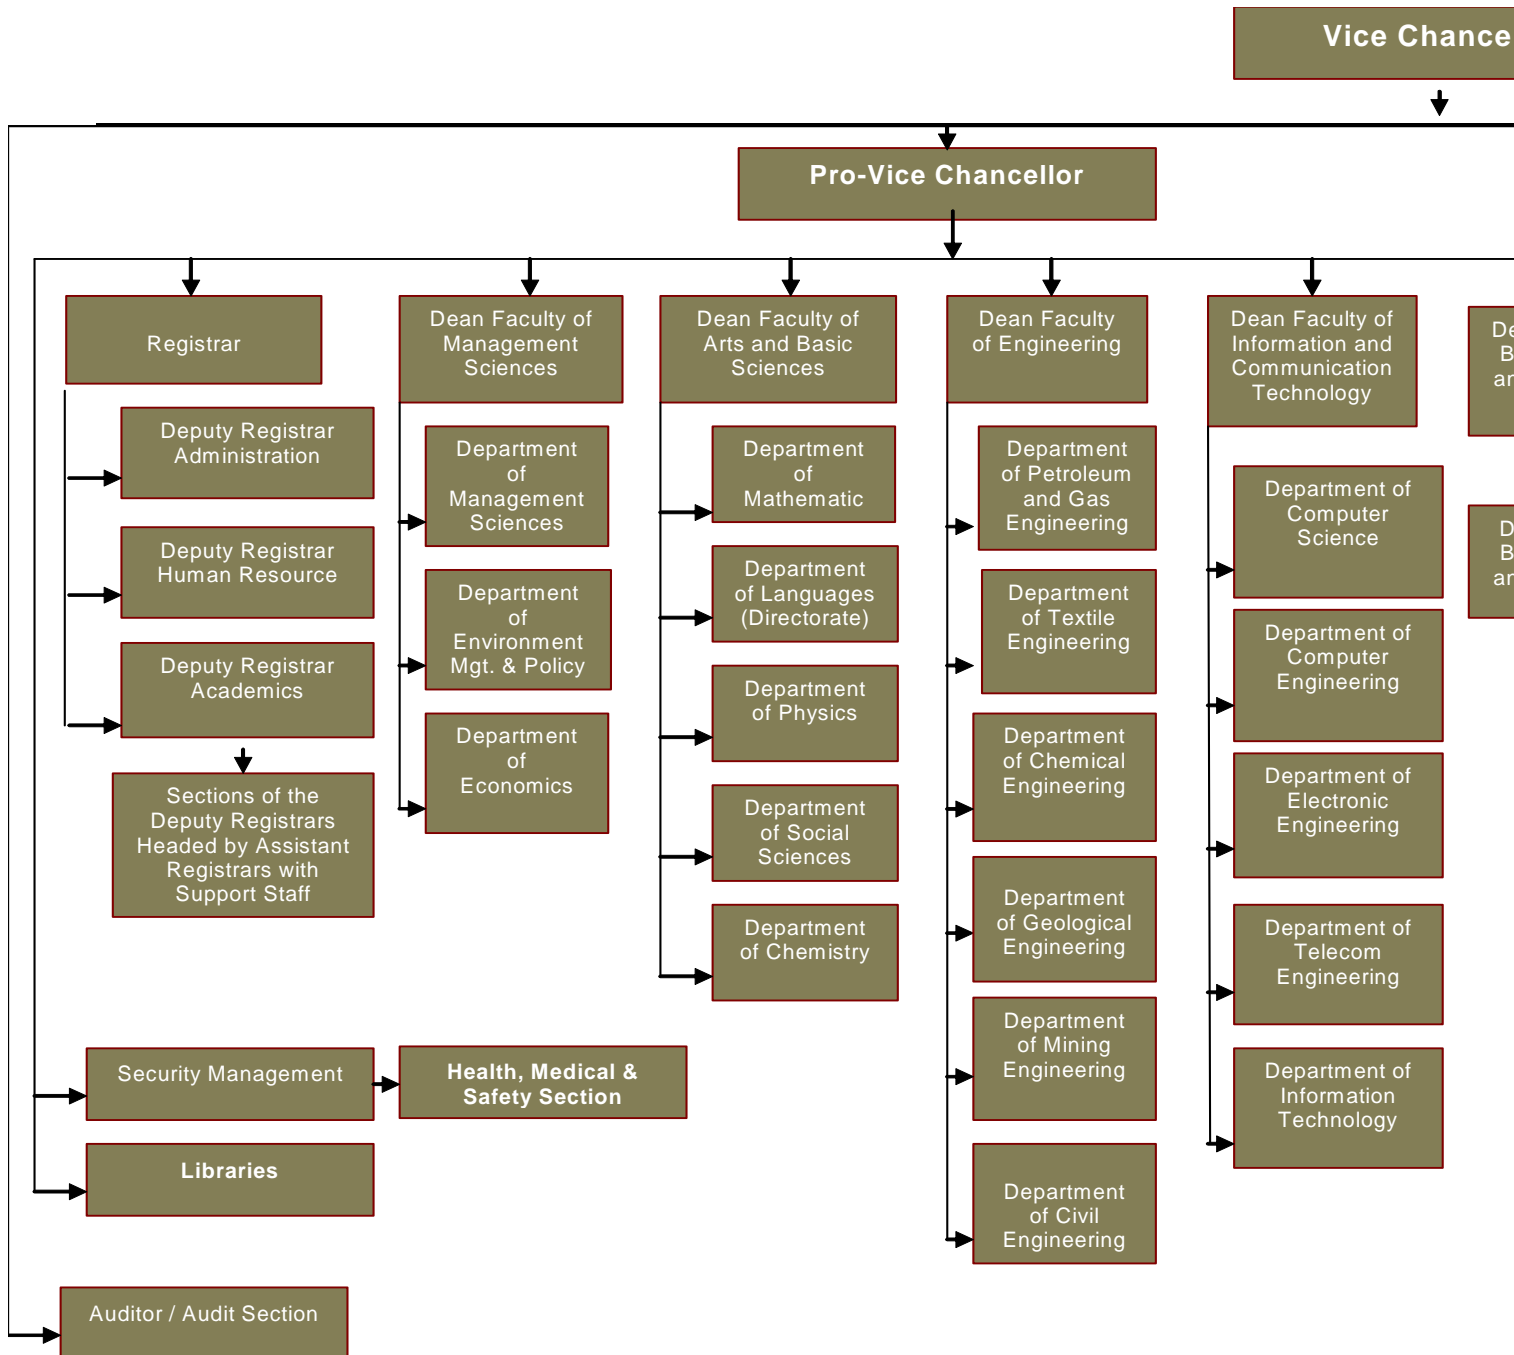 Vice Chance
Pro-Vice Chancellor
Registrar
Deputy Registrar
Administration
Deputy Registrar
Human Resource
Deputy Registrar
Academics
Sections of the
Deputy Registrars
Headed by Assistant
Registrars with
Support Staff
Dean Faculty of
Management
Sciences
Department
of
Management
Sciences
Department
of
Environment
Mgt. & Policy
Department
of
Economics
Dean Faculty of
Arts and Basic
Sciences
Department
of
Mathematic
Department
of Languages
(Directorate)
Department
of Physics
Department
of Social
Sciences
Department
of Chemistry
Dean Faculty
of Engineering
Department
of Petroleum
and Gas
Engineering
Department
of Textile
Engineering
Department
of Chemical
Engineering
Department
of Geological
Engineering
Department
of Mining
Engineering
Department
of Civil
Engineering
Dean Faculty of
Information and
Communication
Technology
Department of
Computer
Science
Department of
Computer
Engineering
Department of
Electronic
Engineering
Department of
Telecom
Engineering
Department of
Information
Technology
De
B
an
D
B
an
Security Management
Health, Medical &
Safety Section
Libraries
Auditor / Audit Section